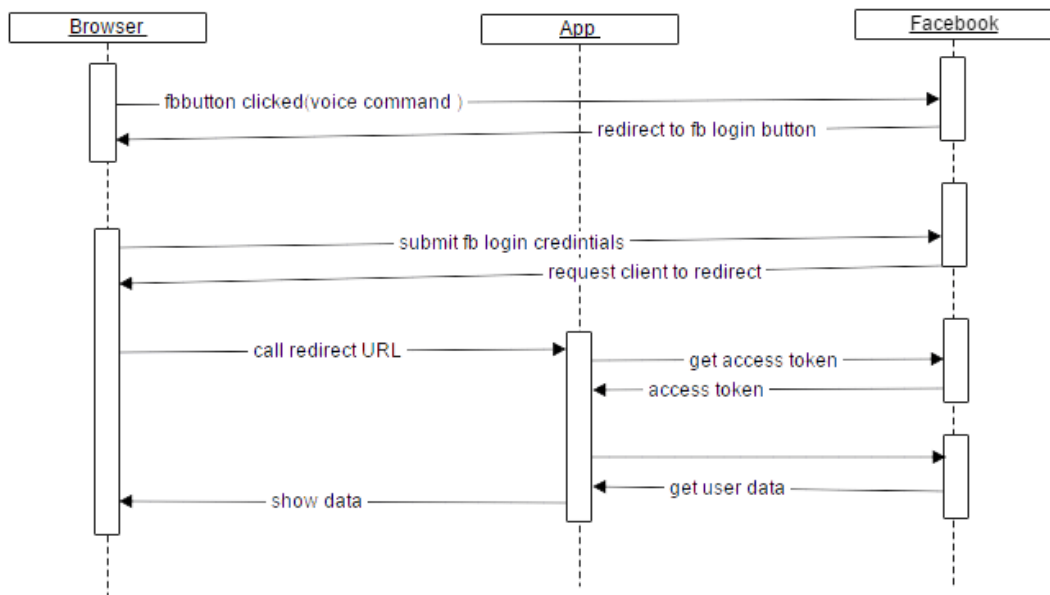 Browser
App
Facebook
fbbutton clicked(voice command )
redirect to fb login button
submit fb login credintials
request client to redirect
call redirect URL
get access token
access token
get user data
show data